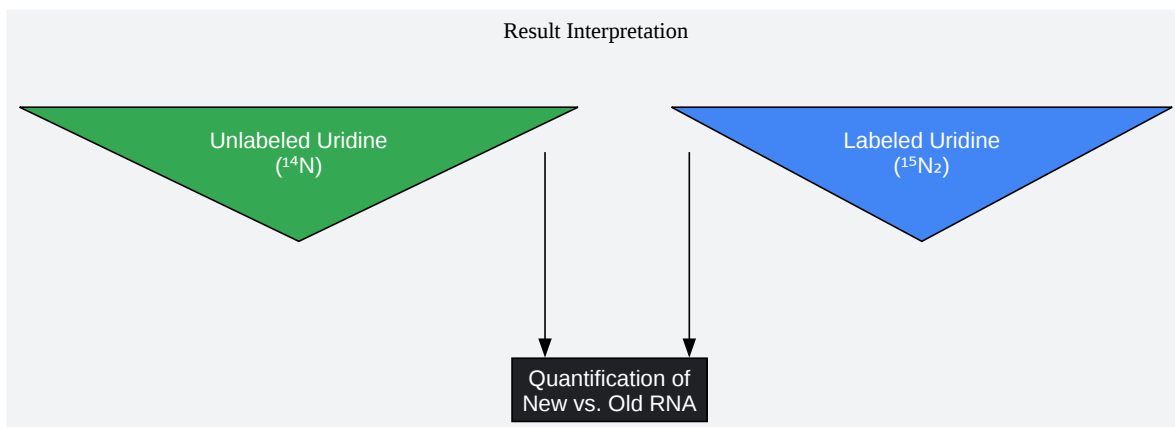 Result Interpretation
Unlabeled Uridine
(¹⁴N)
Labeled Uridine
(¹⁵N₂)
Quantification of
New vs. Old RNA